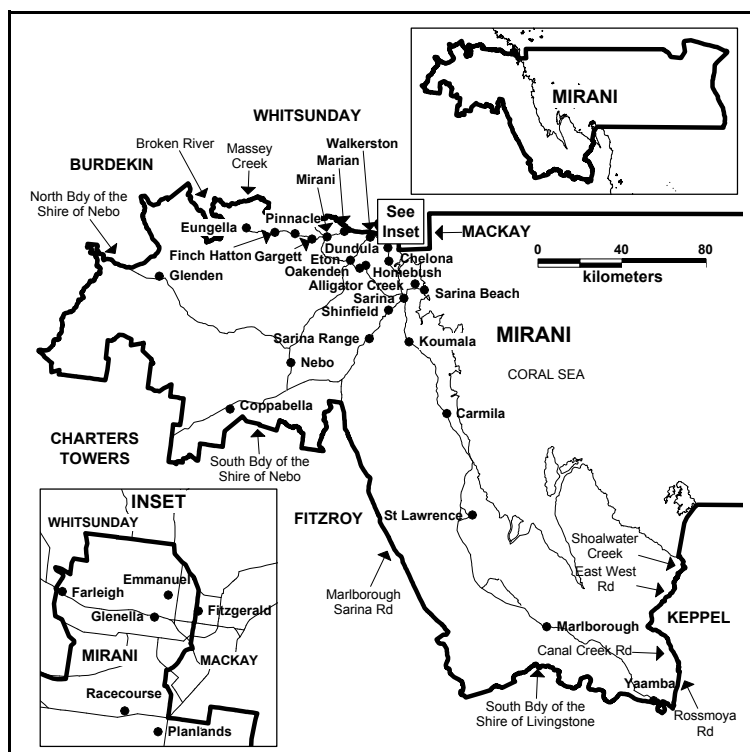 MIRANI
WHITSUNDAY
Broken River
Massey
Creek
Walkerston
Marian
Mirani
BURDEKIN
North Bdy of the
Shire of Nebo
See
Inset
MACKAY
Pinnacle
Eungella
Finch Hatton
Gargett
Dundula
Eton
Oakenden
Chelona
Homebush
Alligator Creek
Glenden
Sarina
Sarina Beach
Shinfield
0 40 80
kilometers
Sarina Range
Koumala
MIRANI
Nebo
CORAL SEA
Coppabella
Carmila
CHARTERS
TOWERS
South Bdy of the
Shire of Nebo
FITZROY
St Lawrence
Shoalwater
Creek
East West
Rd
Marlborough
Sarina Rd
KEPPEL
Marlborough
Canal Creek Rd
Yaamba
South Bdy of the
Shire of Livingstone
Rossmoya
Rd
INSET
WHITSUNDAY
Emmanuel
Farleigh
Fitzgerald
Glenella
MIRANI
MACKAY
Racecourse
Planlands